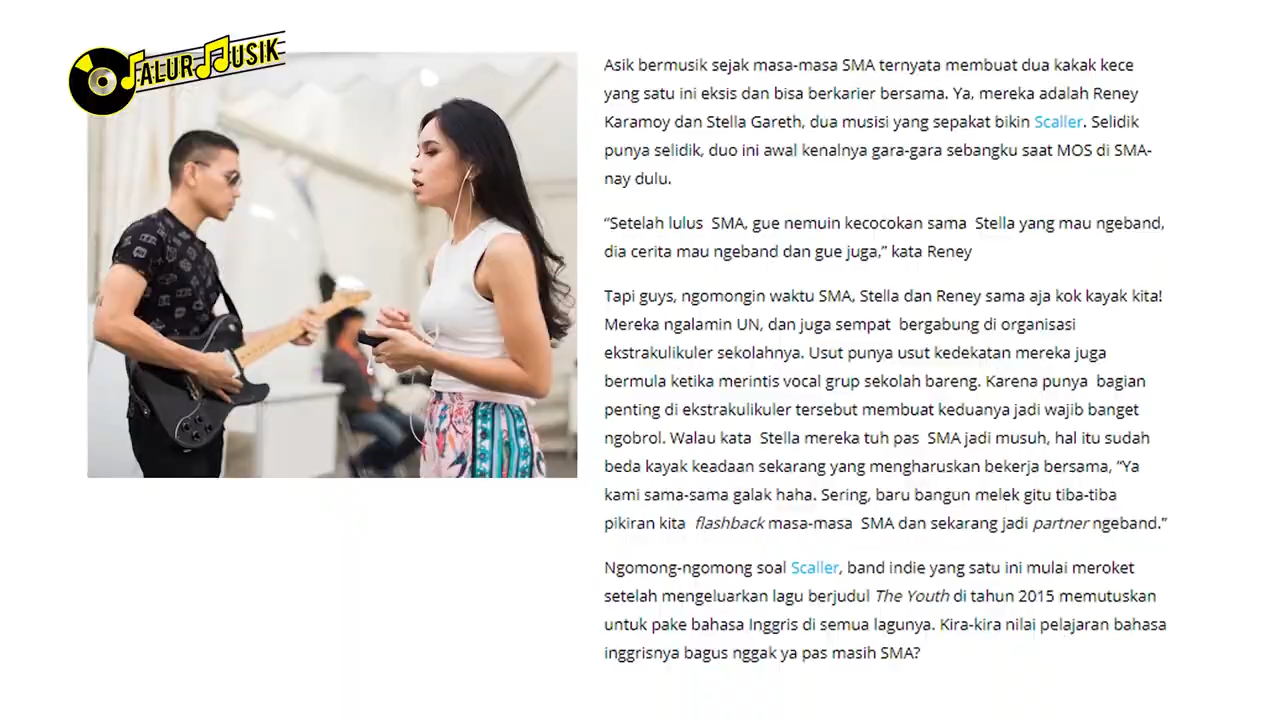 JALUR MUSIK
Asik bermusik sejak masa-masa SMA ternyata membuat dua kakak kece
yang satu ini eksis dan bisa berkarier bersama. Ya, mereka adalah Reney
Karamoy dan Stella Gareth, dua musisi yang sepakat bikin Scaller. Selidik
punya selidik, duo ini awal kenalnya gara-gara sebangku saat MOS di SMA-
nay dulu.
“Setelah lulus  SMA, gue nemuin kecocokan sama  Stella yang mau ngeband,
dia cerita mau ngeband dan gue juga,” kata Reney
Tapi guys, ngomongin waktu SMA, Stella dan Reney sama aja kok kayak kita!
Mereka ngalamin UN, dan juga sempat  bergabung di organisasi
ekstrakulikuler sekolahnya. Usut punya usut kedekatan mereka juga
bermula ketika merintis vocal grup sekolah bareng. Karena punya  bagian
penting di ekstrakulikuler tersebut membuat keduanya jadi wajib banget
ngobrol. Walau kata  Stella mereka tuh pas  SMA jadi musuh, hal itu sudah
beda kayak keadaan sekarang yang mengharuskan bekerja bersama, “Ya
kami sama-sama galak haha. Sering, baru bangun melek gitu tiba-tiba
pikiran kita  flashback masa-masa  SMA dan sekarang jadi partner ngeband.”
Ngomong-ngomong soal Scaller, band indie yang satu ini mulai meroket
setelah mengeluarkan lagu berjudul The Youth di tahun 2015 memutuskan
untuk pake bahasa Inggris di semua lagunya. Kira-kira nilai pelajaran bahasa
inggrisnya bagus nggak ya pas masih SMA?